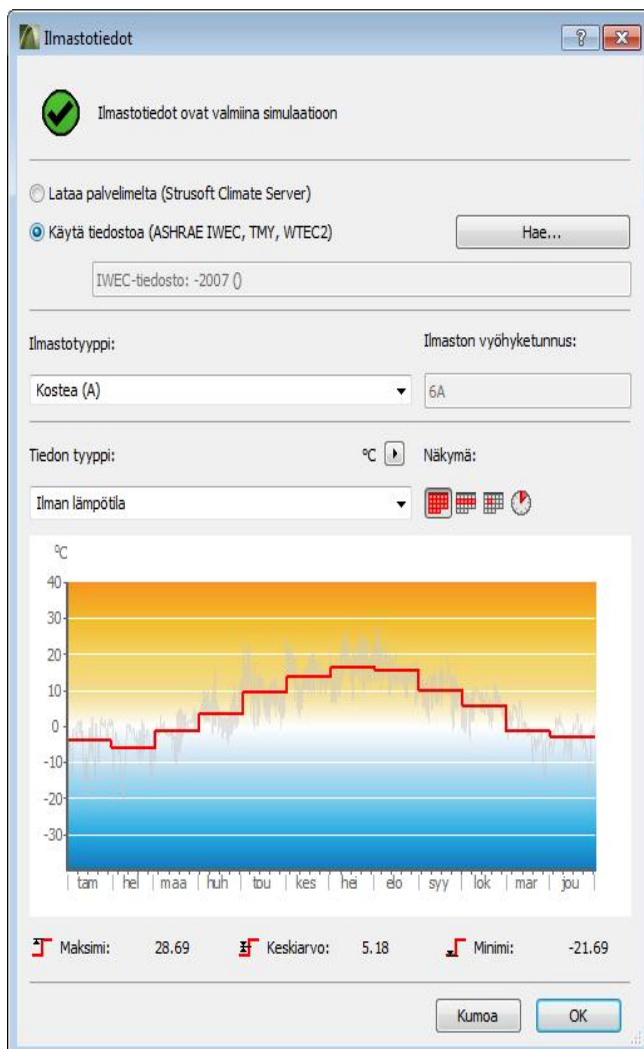 Ilmastotiedot
Ilmastotiedot ovat valmiina simulaatioon
Lataa palvelimelta (Strusoft Climate Server)
Käytä tiedostoa (ASHRAE IWEC, TMY, WTEC2)
Hae...
IWEC-tiedosto: -2007 ()
Ilmastotyyppi:
Ilmaston vyöhyketunnus:
Kostea (A)
6A
Tiedon tyyppi:
°C
Näkymä:
Ilman lämpötila
°C
40
30
20
10
0
-10
-20
-30
tam hel maa huh tou kes hei elo syy lok mar jou
Maksimi: 28.69 Keskiarvo: 5.18 Minimi: -21.69
Kumoa OK